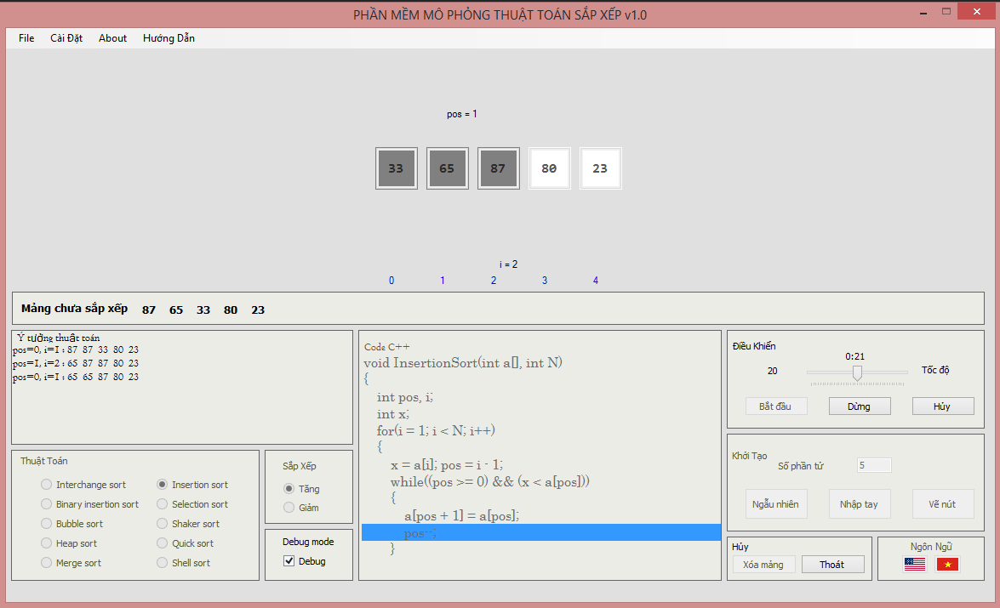 PHẦN MỀM MÔ PHỎNG THUẬT TOÁN SẮP XẾP v1.0
File Cài Đặt About Hướng Dẫn
pos = 1
33 65 87 80 23
i = 2
0 1 2 3 4
Mảng chưa sắp xếp 87 65 33 80 23
Ý tưởng thuật toán
pos=0, i=1 : 87 87 33 80 23
pos=1, i=2 : 65 87 87 80 23
pos=0, i=1 : 65 65 87 80 23
Code C++
void InsertionSort(int a[], int N)
{
int pos, i;
int x;
for(i = 1; i < N; i++)
{
x = a[i]; pos = i - 1;
while((pos >= 0) && (x < a[pos]))
{
a[pos + 1] = a[pos];
pos--;
}
Điều Khiển
0:21
20
Tốc độ
Bắt đầu Dừng Hủy
Thuật Toán
Interchange sort Insertion sort
Binary insertion sort Selection sort
Bubble sort Shaker sort
Heap sort Quick sort
Merge sort Shell sort
Sắp Xếp
Tăng
Giảm
Debug mode
Debug
Khởi Tạo
Số phần tử 5
Ngẫu nhiên Nhập tay Vẽ nút
Hủy
Xóa mảng Thoát
Ngôn Ngữ